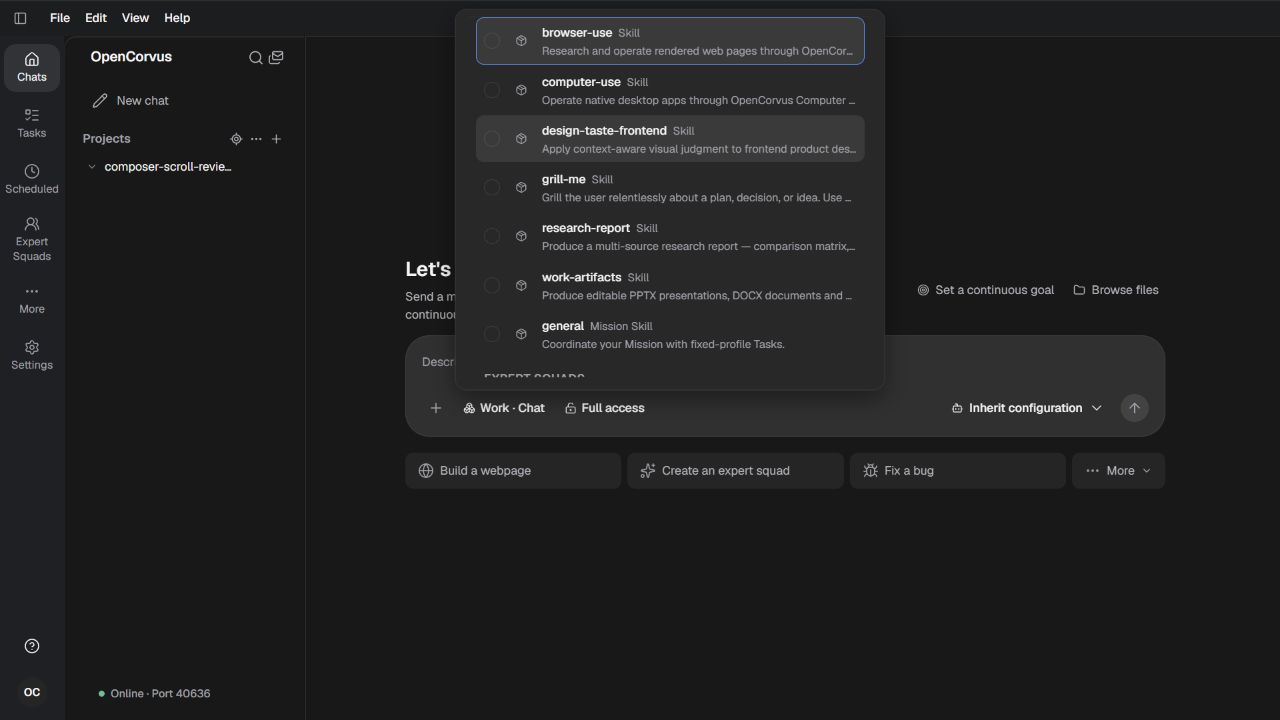 File Edit View Help
Chats
Tasks
Scheduled
Expert
Squads
More
Settings
OC
OpenCorvus
New chat
Projects
composer-scroll-revie…
Online · Port 40636
browser-use Skill
Research and operate rendered web pages through OpenCor…
computer-use Skill
Operate native desktop apps through OpenCorvus Computer …
design-taste-frontend Skill
Apply context-aware visual judgment to frontend product des…
grill-me Skill
Grill the user relentlessly about a plan, decision, or idea. Use …
research-report Skill
Produce a multi-source research report — comparison matrix,…
work-artifacts Skill
Produce editable PPTX presentations, DOCX documents and …
general Mission Skill
Coordinate your Mission with fixed-profile Tasks.
EXPERT SQUADS
Let's
Send a m
continuou
Set a continuous goal Browse files
Descr
Work · Chat Full access Inherit configuration
Build a webpage Create an expert squad Fix a bug More